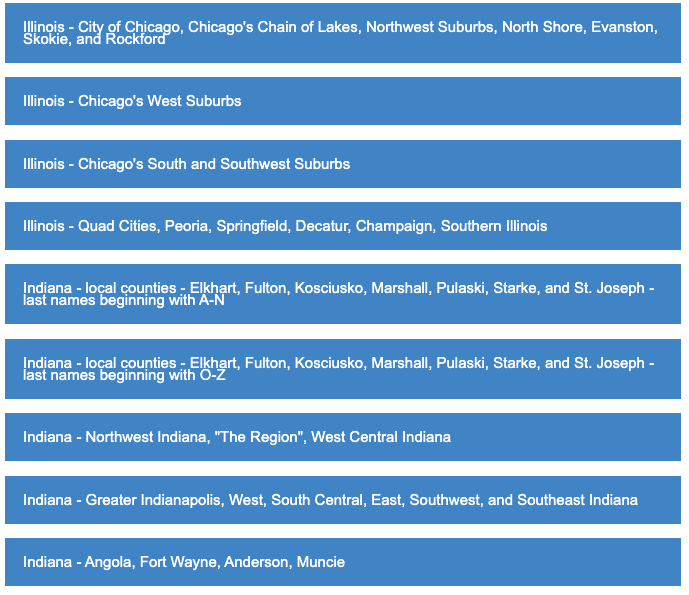 Illinois - City of Chicago, Chicago's Chain of Lakes, Northwest Suburbs, North Shore, Evanston,
Skokie, and Rockford
Illinois - Chicago's West Suburbs
Illinois - Chicago's South and Southwest Suburbs
Illinois - Quad Cities, Peoria, Springfield, Decatur, Champaign, Southern Illinois
Indiana - local counties - Elkhart, Fulton, Kosciusko, Marshall, Pulaski, Starke, and St. Joseph -
last names beginning with A-N
Indiana - local counties - Elkhart, Fulton, Kosciusko, Marshall, Pulaski, Starke, and St. Joseph -
last names beginning with O-Z
Indiana - Northwest Indiana, "The Region", West Central Indiana
Indiana - Greater Indianapolis, West, South Central, East, Southwest, and Southeast Indiana
Indiana - Angola, Fort Wayne, Anderson, Muncie